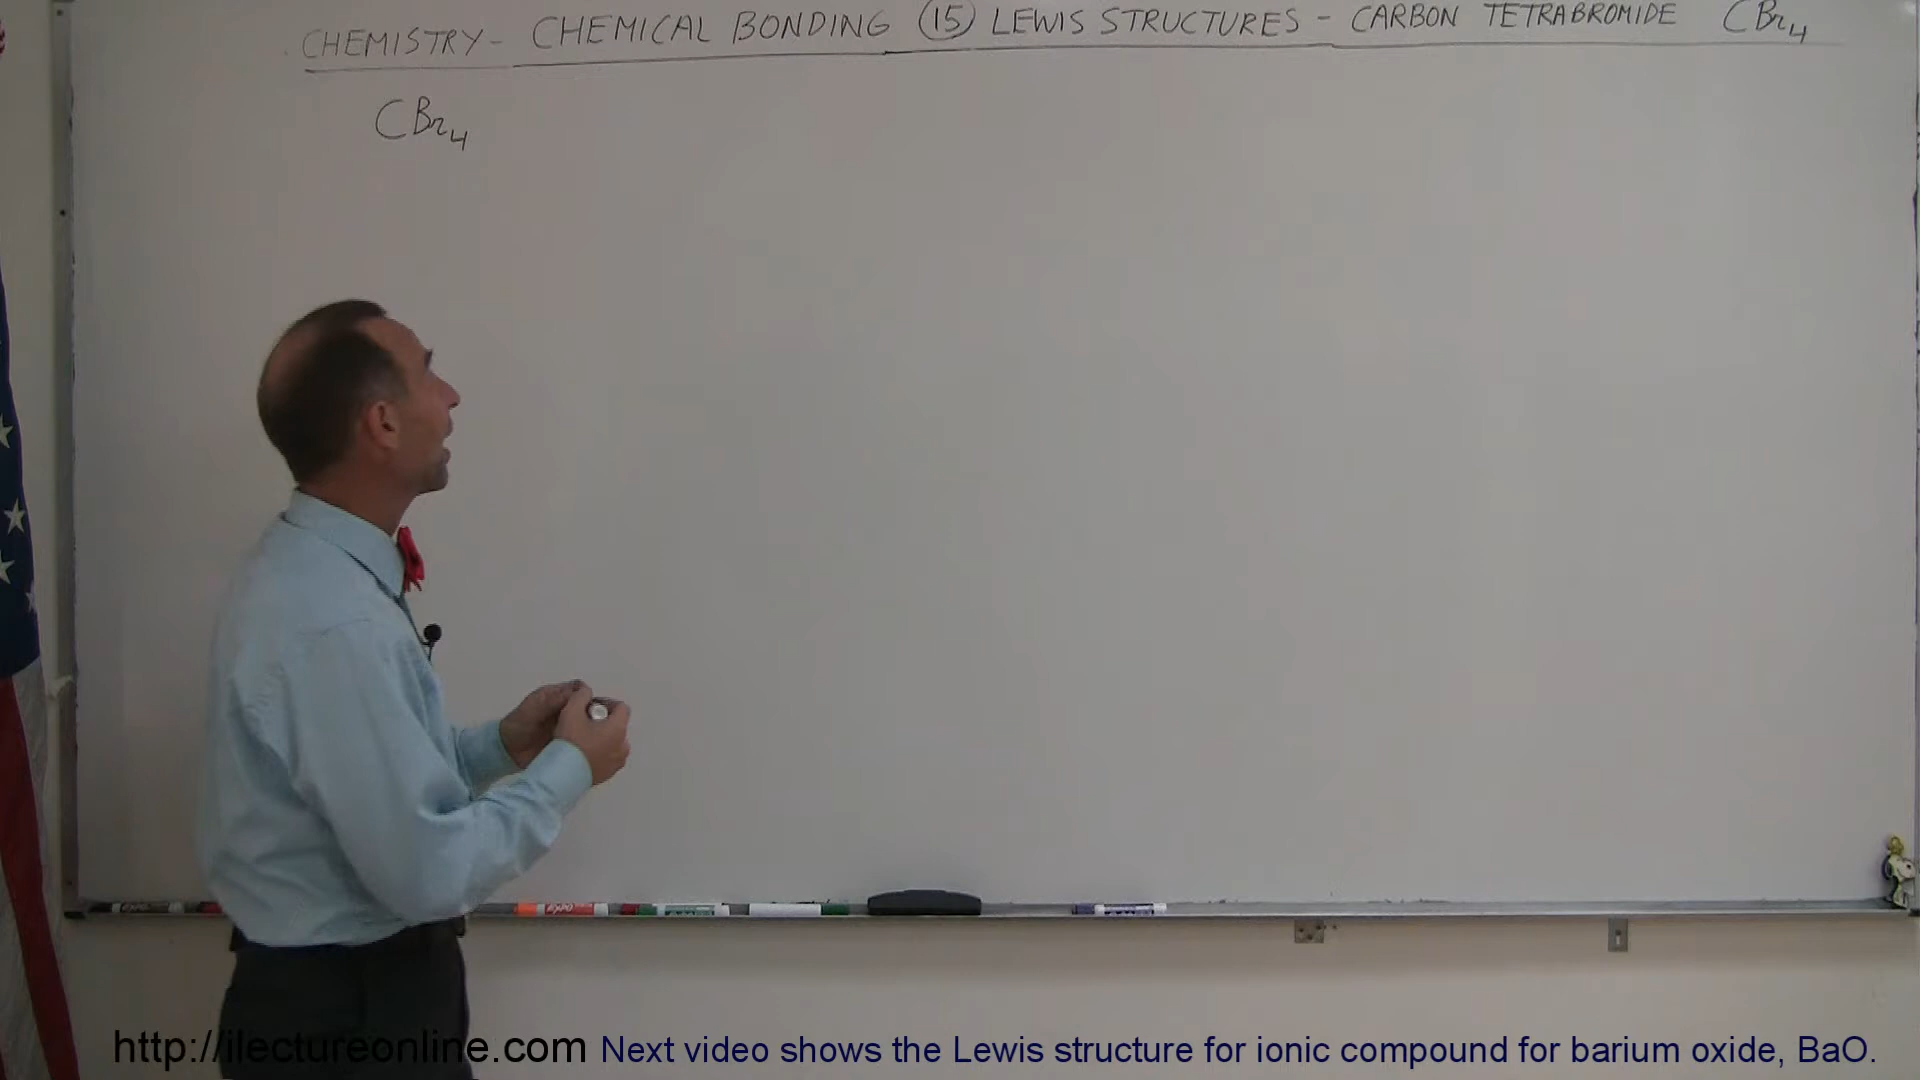 CHEMISTRY - CHEMICAL BONDING (15) LEWIS STRUCTURES - CARBON TETRABROMIDE CBr4
CBr4
EXPO
http://ilectureonline.com Next video shows the Lewis structure for ionic compound for barium oxide, BaO.